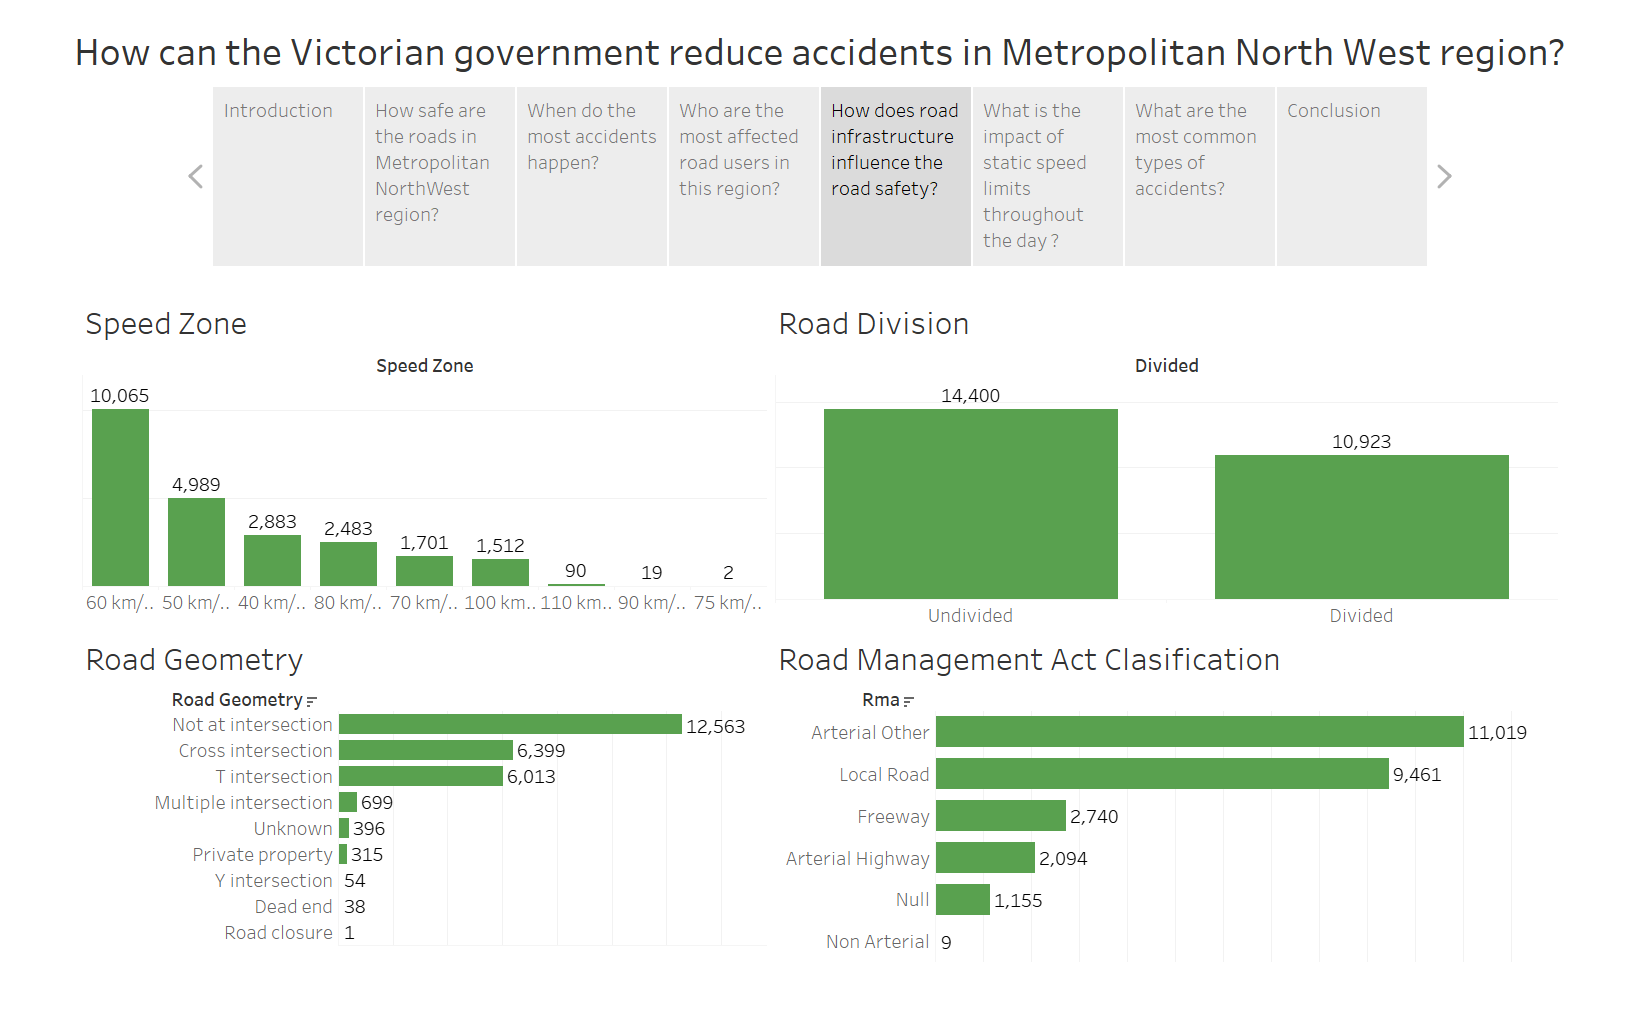 How can the Victorian government reduce accidents in Metropolitan North West region?
Introduction
How safe are
the roads in
Metropolitan
NorthWest
region?
When do the
most accidents
happen?
Who are the
most affected
road users in
this region?
How does road
infrastructure
influence the
road safety?
What is the
impact of
static speed
limits
throughout
the day ?
What are the
most common
types of
accidents?
Conclusion
Speed Zone
Speed Zone
10,065
4,989
2,883
2,483
1,701
1,512
90
19
2
60 km/..
50 km/..
40 km/..
80 km/..
70 km/..
100 km..
110 km..
90 km/..
75 km/..
Road Division
Divided
14,400
10,923
Undivided
Divided
Road Geometry
Road Geometry
Not at intersection 12,563
Cross intersection 6,399
T intersection 6,013
Multiple intersection 699
Unknown 396
Private property 315
Y intersection 54
Dead end 38
Road closure 1
Road Management Act Clasification
Rma
Arterial Other 11,019
Local Road 9,461
Freeway 2,740
Arterial Highway 2,094
Null 1,155
Non Arterial 9